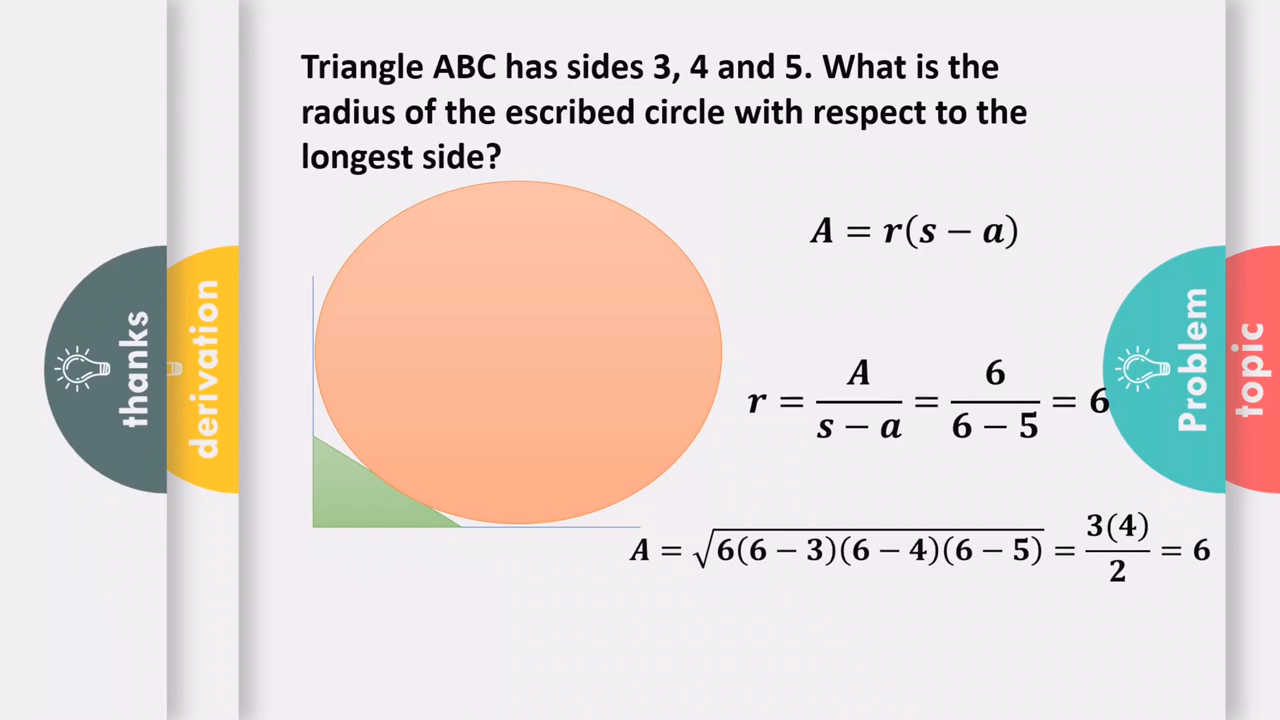 Triangle ABC has sides 3, 4 and 5. What is the
radius of the escribed circle with respect to the
longest side?
A = r(s − a)
r = A/(s − a) = 6/(6 − 5) = 6
A = √(6(6 − 3)(6 − 4)(6 − 5)) = 3(4)/2 = 6
thanks
derivation
Problem
topic